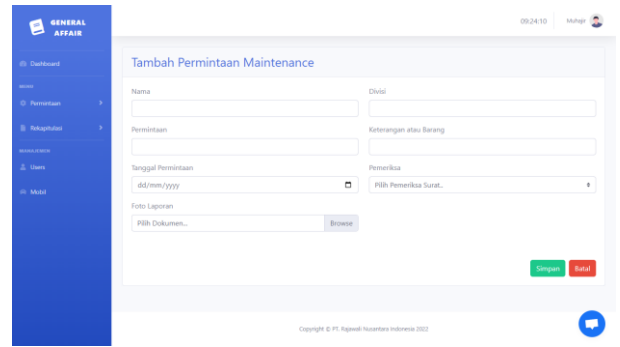 GENERAL
AFFAIR
09:24:10
Muhajir
Dashboard
Tambah Permintaan Maintenance
Nama
Divisi
Permintaan
Rekapitulasi
Permintaan
Keterangan atau Barang
Users
Mobil
Tanggal Permintaan
Pemeriksa
dd/mm/yyyy
Pilih Pemeriksa Surat..
Foto Laporan
Pilih Dokumen...
Browse
Simpan
Batal
Copyright © PT. Rajawali Nusantara Indonesia 2022